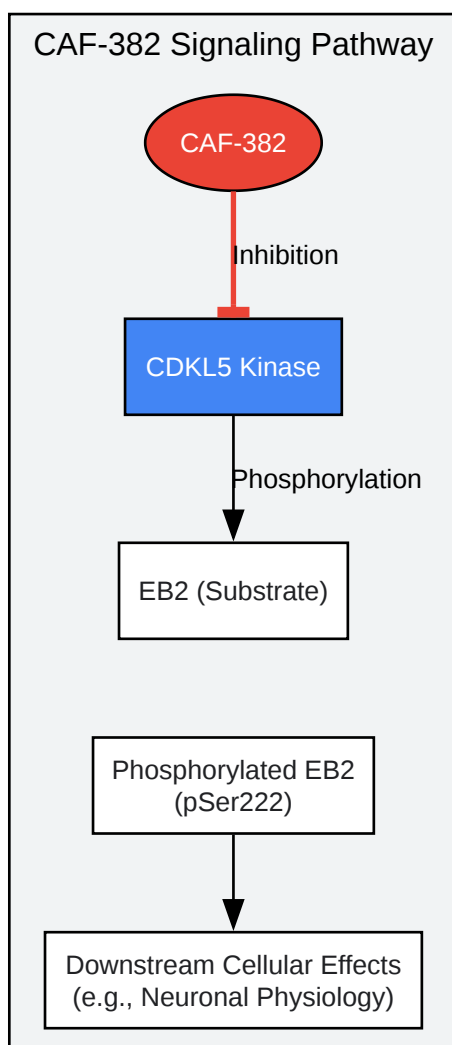 CAF-382 Signaling Pathway
CAF-382
Inhibition
CDKL5 Kinase
Phosphorylation
EB2 (Substrate)
Phosphorylated EB2
(pSer222)
Downstream Cellular Effects
(e.g., Neuronal Physiology)